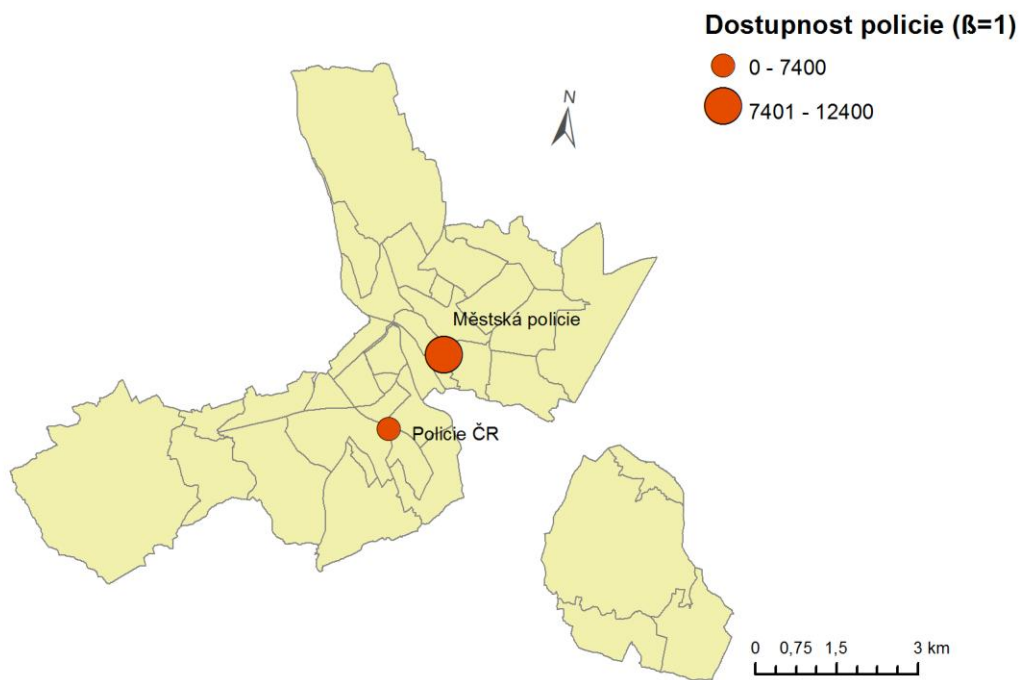 Dostupnost policie (ß=1)
0 - 7400
7401 - 12400
N
Městská policie
Policie ČR
0 0,75 1,5 3 km